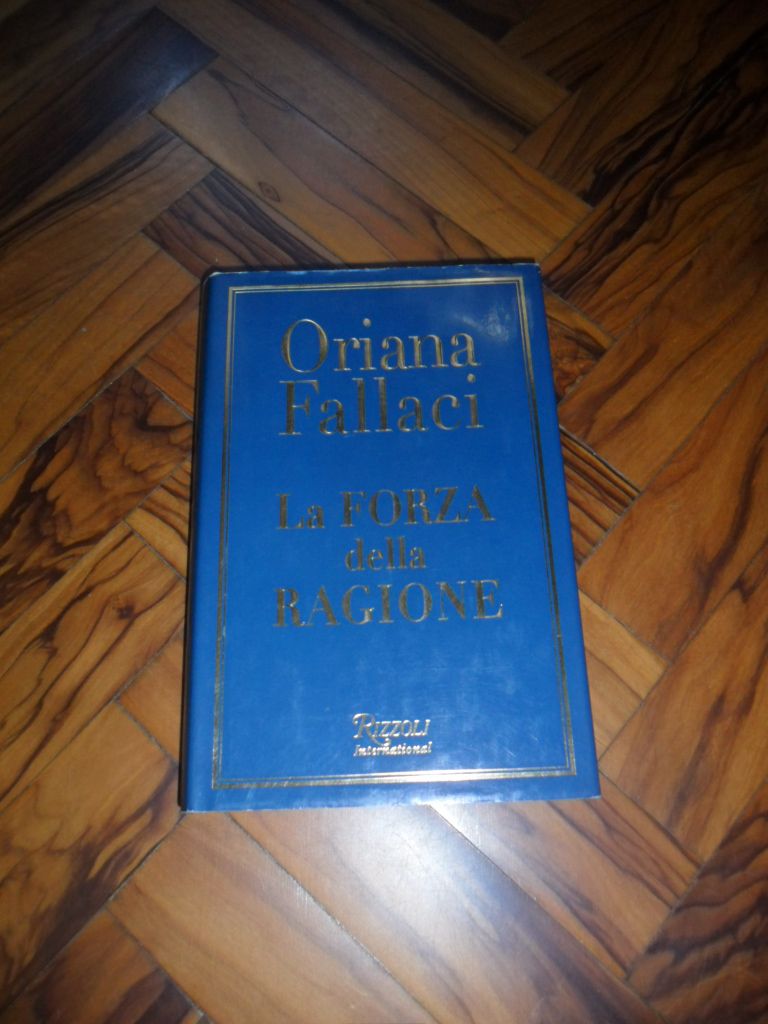 Oriana
Fallaci
La FORZA
della
RAGIONE
RIZZOLI
International